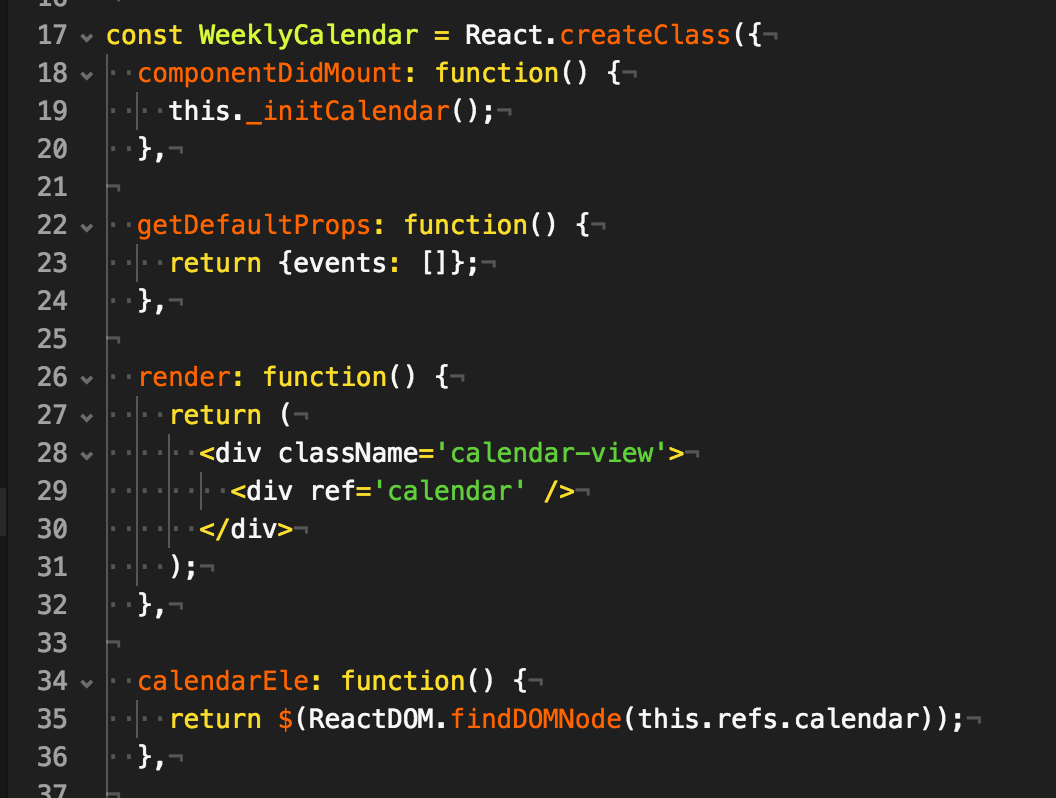 17 const WeeklyCalendar = React.createClass({¬
18 ··componentDidMount: function() {¬
19 ····this._initCalendar();¬
20 ··},¬
21 ¬
22 ··getDefaultProps: function() {¬
23 ····return {events: []};¬
24 ··},¬
25 ¬
26 ··render: function() {¬
27 ····return (¬
28 ······<div className='calendar-view'>¬
29 ········<div ref='calendar' />¬
30 ······</div>¬
31 ····);¬
32 ··},¬
33 ¬
34 ··calendarEle: function() {¬
35 ····return $(ReactDOM.findDOMNode(this.refs.calendar));¬
36 ··},¬
37 ¬